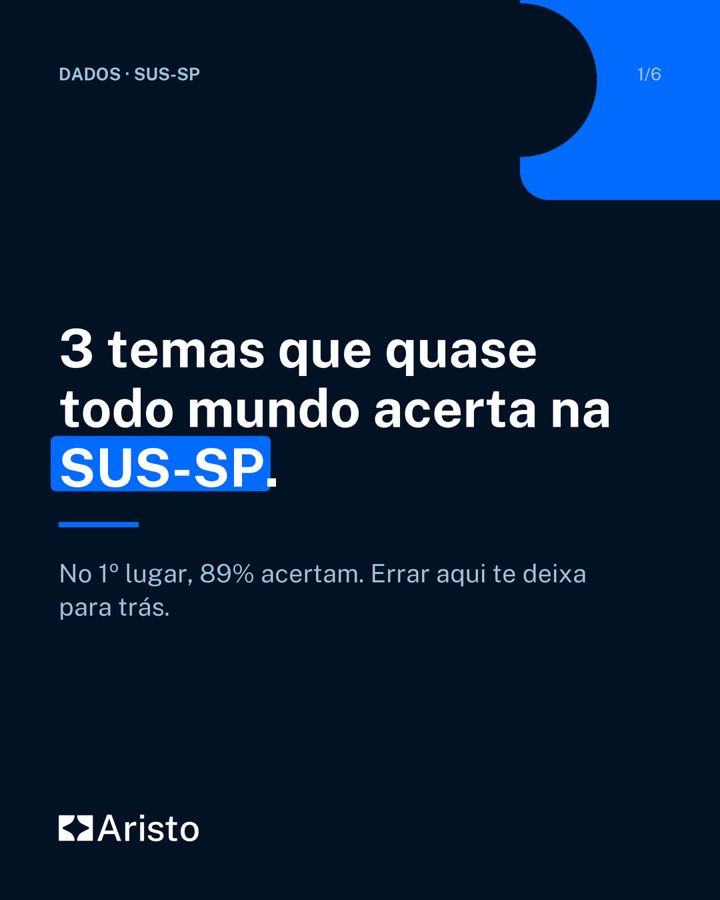 DADOS · SUS-SP
1/6
3 temas que quase
todo mundo acerta na
SUS-SP.
No 1º lugar, 89% acertam. Errar aqui te deixa
para trás.
Aristo